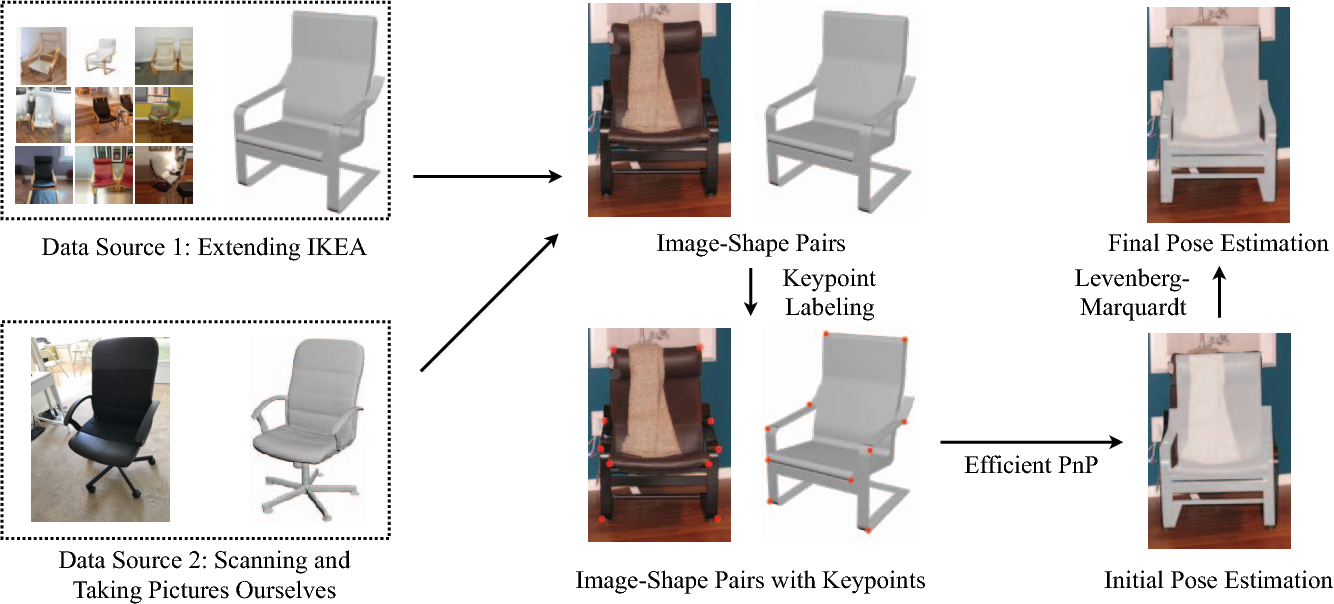 Data Source 1: Extending IKEA
Image-Shape Pairs
Final Pose Estimation
Keypoint
Labeling
Levenberg-
Marquardt
Efficient PnP
Data Source 2: Scanning and
Taking Pictures Ourselves
Image-Shape Pairs with Keypoints
Initial Pose Estimation